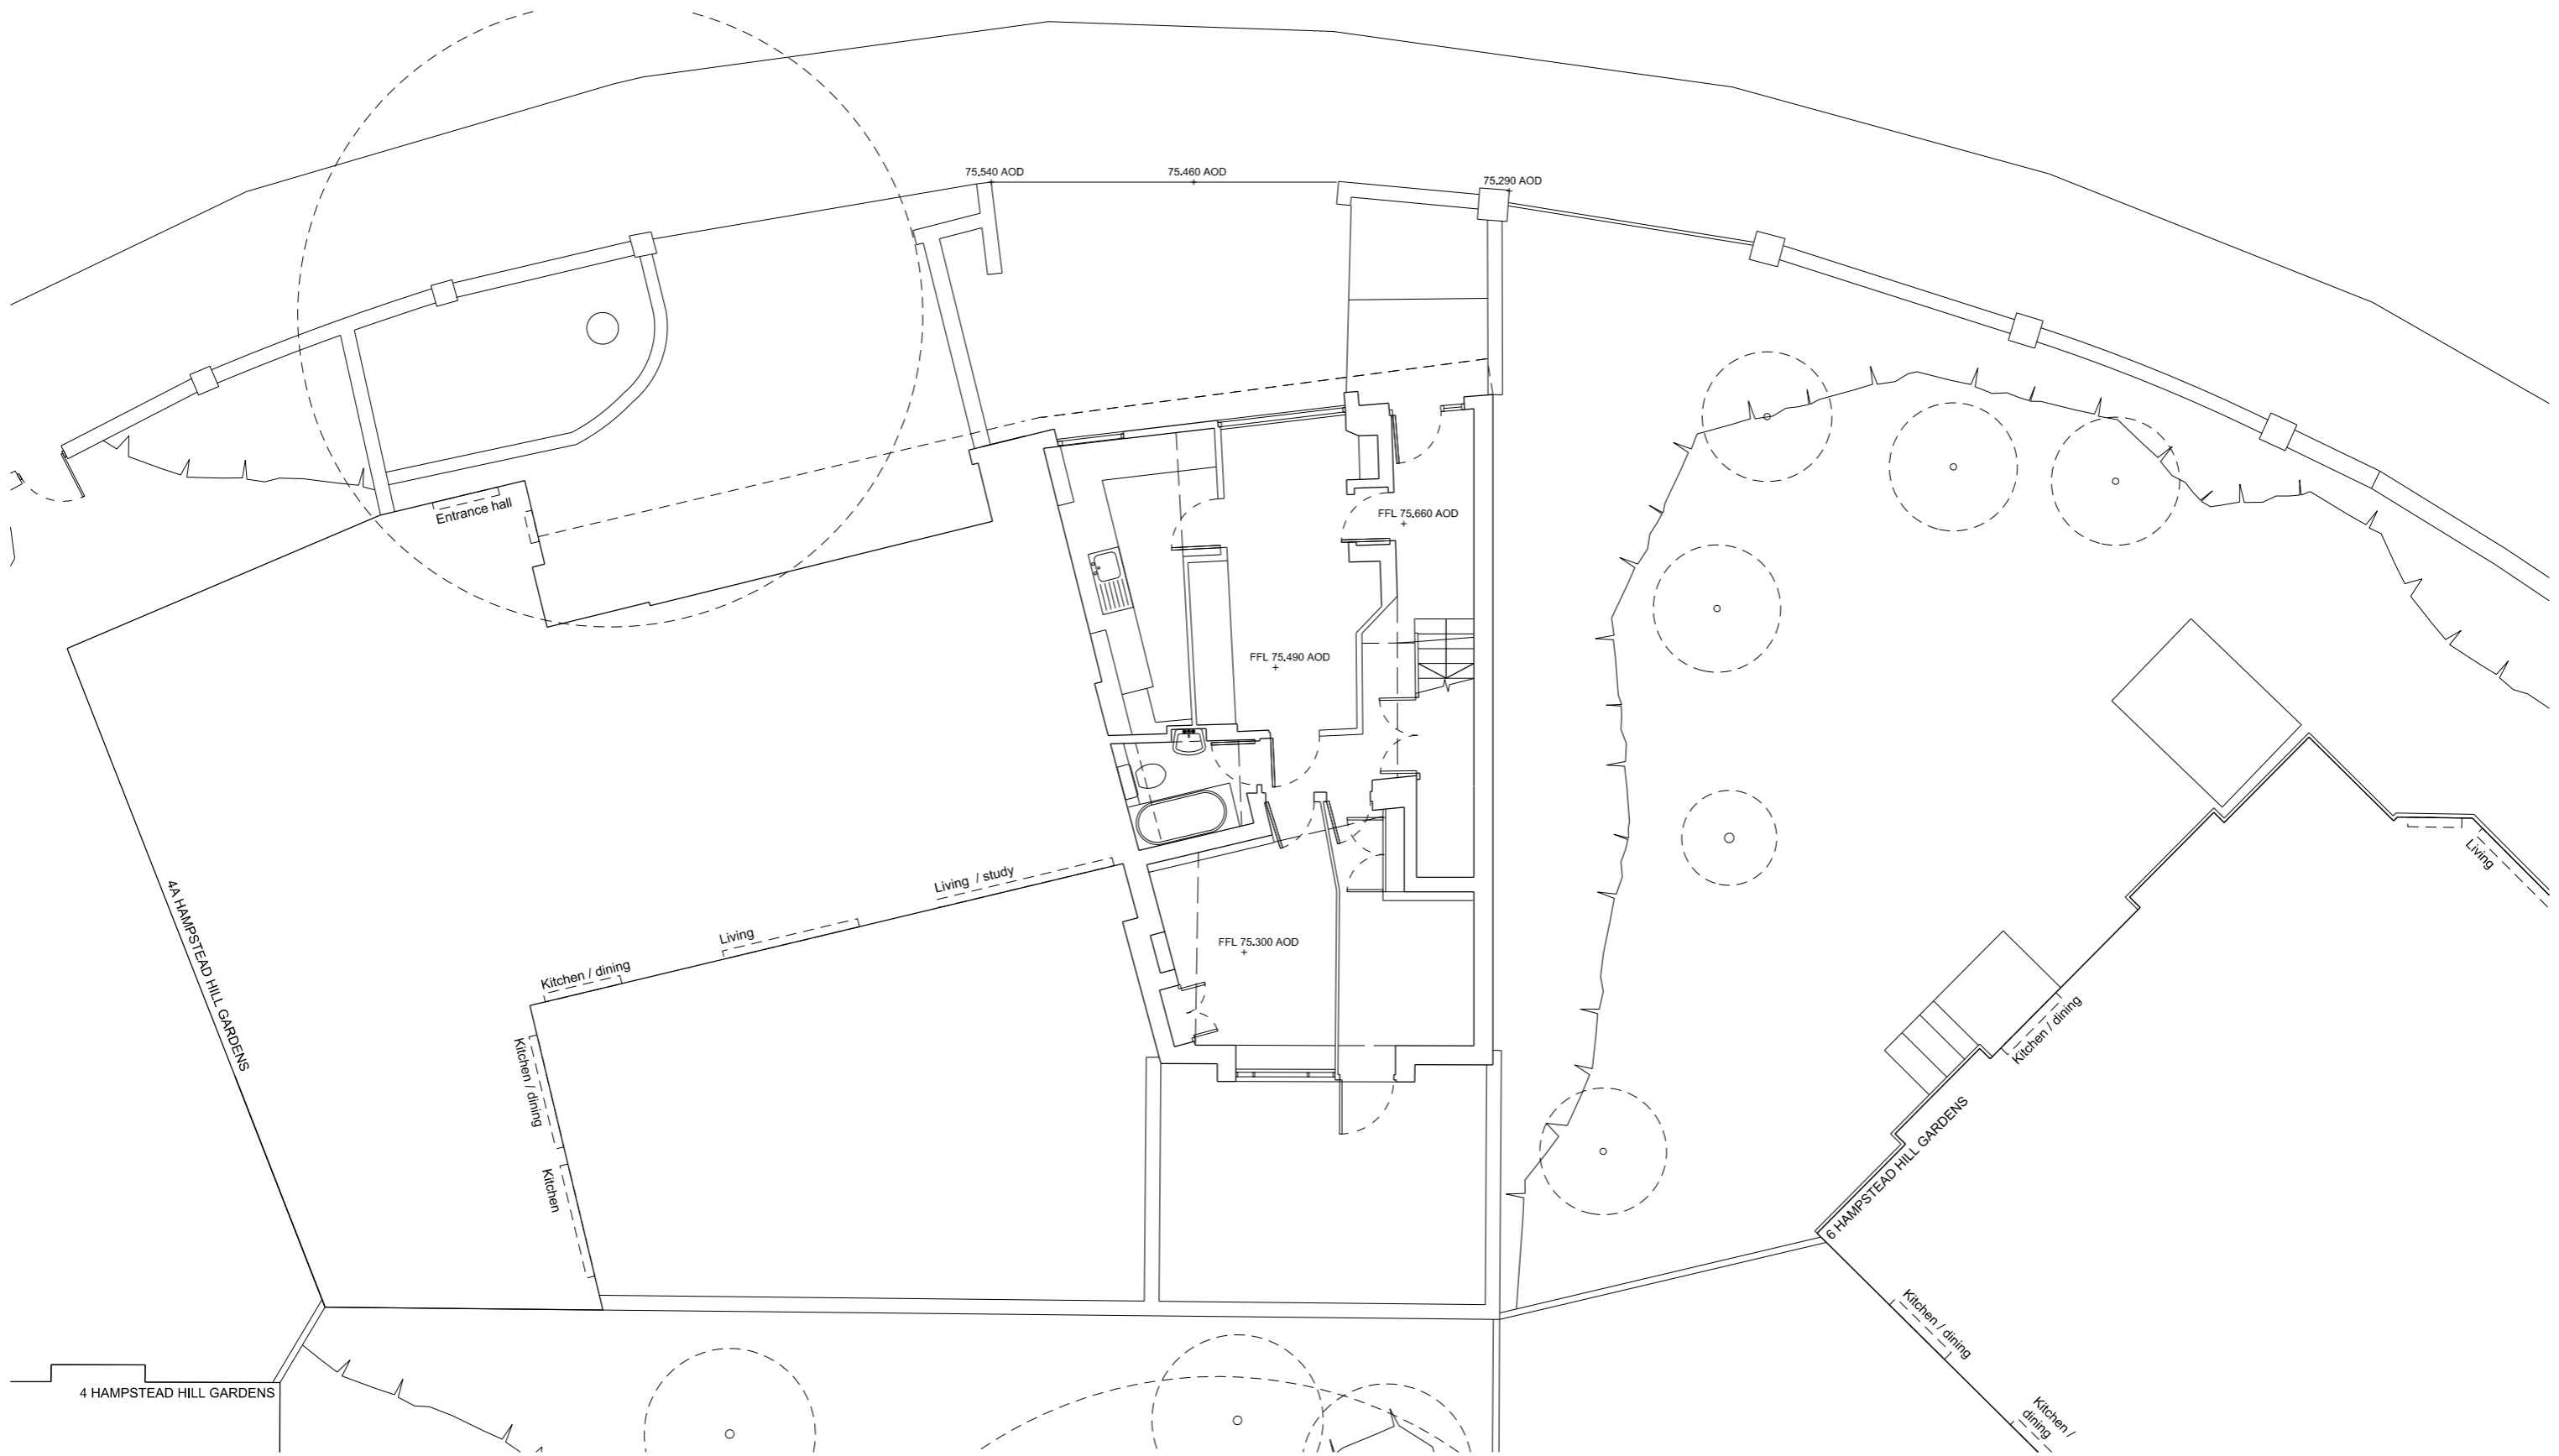 75.540 AOD
75.460 AOD
75.290 AOD
Entrance hall
FFL 75.660 AOD
FFL 75.490 AOD
Living
Living / study
4A HAMPSTEAD HILL GARDENS
Living
FFL 75.300 AOD
Kitchen / dining
Kitchen / dining
Kitchen / dining
Kitchen
6 HAMPSTEAD HILL GARDENS
Kitchen / dining
4 HAMPSTEAD HILL GARDENS
Kitchen /
dining